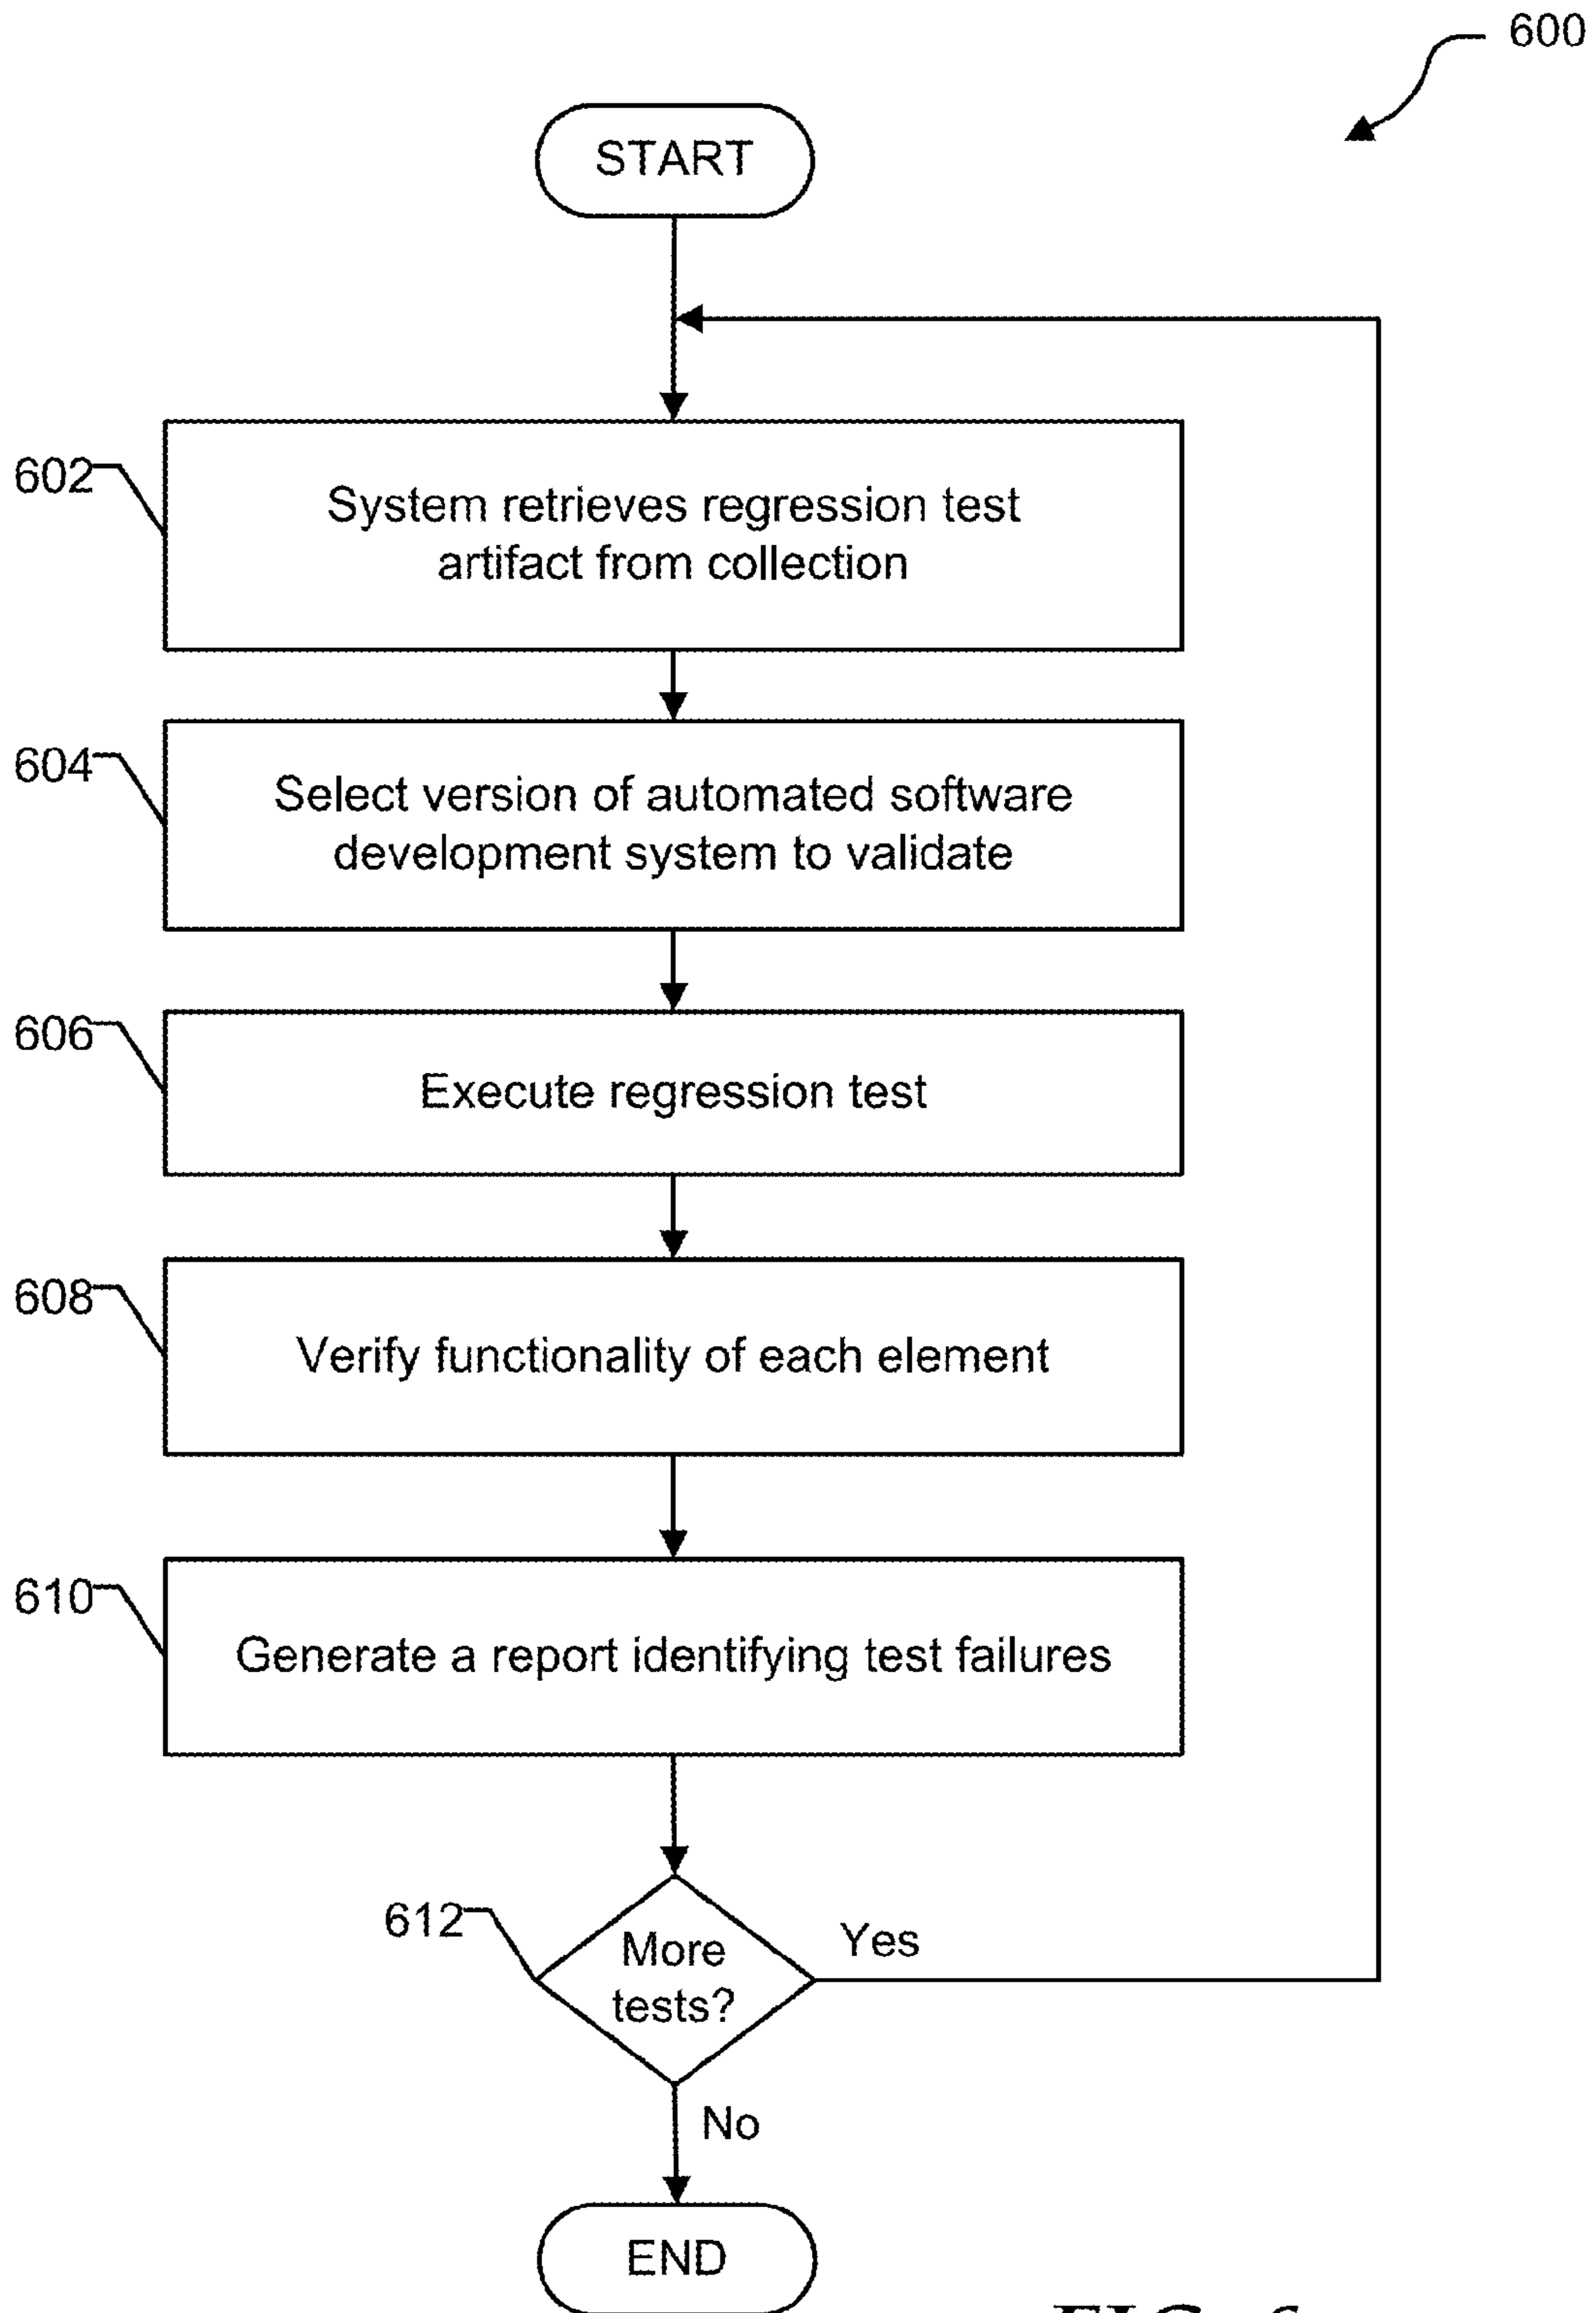 600
START
602
System retrieves regression test
artifact from collection
604
Select version of automated software
development system to validate
606
Execute regression test
608
Verify functionality of each element
610
Generate a report identifying test failures
612
More
tests?
Yes
No
END